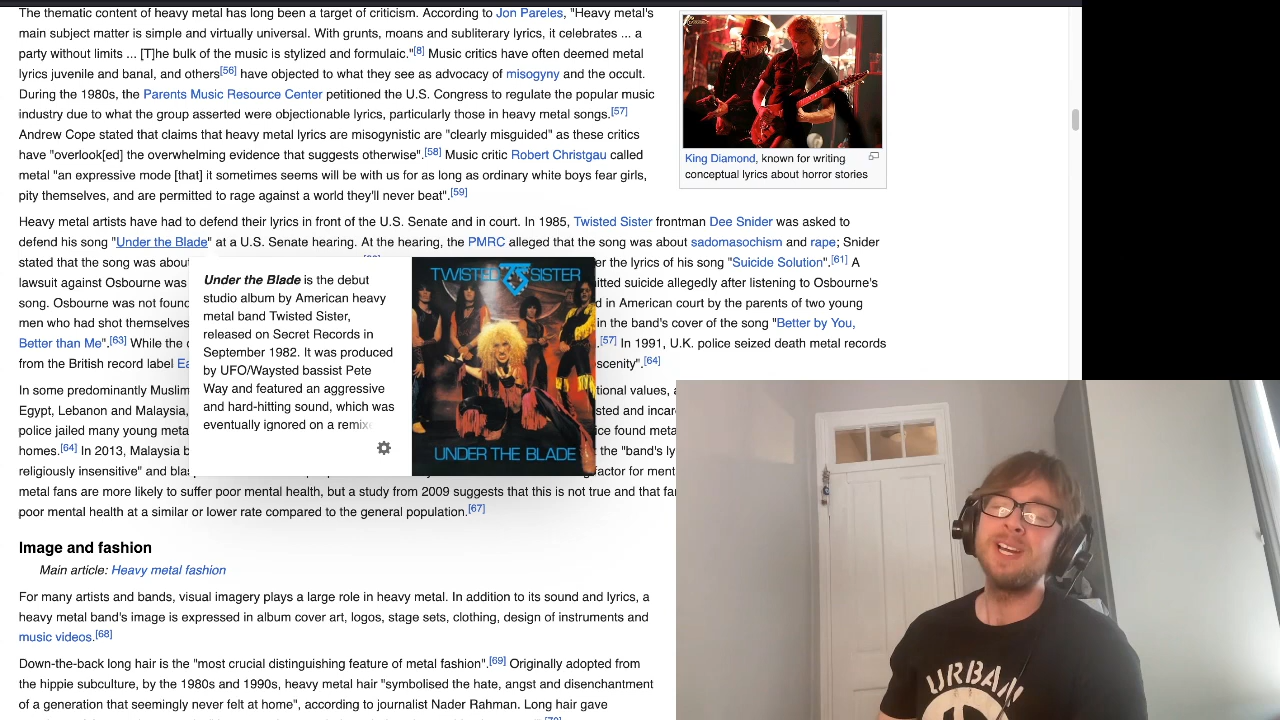 The thematic content of heavy metal has long been a target of criticism. According to Jon Pareles, "Heavy metal's
main subject matter is simple and virtually universal. With grunts, moans and subliterary lyrics, it celebrates ... a
party without limits ... [T]he bulk of the music is stylized and formulaic."[8] Music critics have often deemed metal
lyrics juvenile and banal, and others[56] have objected to what they see as advocacy of misogyny and the occult.
During the 1980s, the Parents Music Resource Center petitioned the U.S. Congress to regulate the popular music
industry due to what the group asserted were objectionable lyrics, particularly those in heavy metal songs.[57]
Andrew Cope stated that claims that heavy metal lyrics are misogynistic are "clearly misguided" as these critics
have "overlook[ed] the overwhelming evidence that suggests otherwise".[58] Music critic Robert Christgau called
metal "an expressive mode [that] it sometimes seems will be with us for as long as ordinary white boys fear girls,
pity themselves, and are permitted to rage against a world they'll never beat".[59]
King Diamond, known for writing
conceptual lyrics about horror stories
Heavy metal artists have had to defend their lyrics in front of the U.S. Senate and in court. In 1985, Twisted Sister frontman Dee Snider was asked to
defend his song "Under the Blade" at a U.S. Senate hearing. At the hearing, the PMRC alleged that the song was about sadomasochism and rape; Snider
stated that the song was about er the lyrics of his song "Suicide Solution".[61] A
lawsuit against Osbourne was itted suicide allegedly after listening to Osbourne's
song. Osbourne was not found d in American court by the parents of two young
men who had shot themselves in the band's cover of the song "Better by You,
Better than Me".[63] While the .[57] In 1991, U.K. police seized death metal records
from the British record label Ea scenity".[64]
Under the Blade is the debut
studio album by American heavy
metal band Twisted Sister,
released on Secret Records in
September 1982. It was produced
by UFO/Waysted bassist Pete
Way and featured an aggressive
and hard-hitting sound, which was
eventually ignored on a remixe
TWISTED SISTER
UNDER THE BLADE
In some predominantly Muslim tional values, a
Egypt, Lebanon and Malaysia, sted and incar
police jailed many young meta ice found meta
homes.[64] In 2013, Malaysia b t the "band's ly
religiously insensitive" and blas factor for ment
metal fans are more likely to suffer poor mental health, but a study from 2009 suggests that this is not true and that far
poor mental health at a similar or lower rate compared to the general population.[67]
Image and fashion
Main article: Heavy metal fashion
For many artists and bands, visual imagery plays a large role in heavy metal. In addition to its sound and lyrics, a
heavy metal band's image is expressed in album cover art, logos, stage sets, clothing, design of instruments and
music videos.[68]
Down-the-back long hair is the "most crucial distinguishing feature of metal fashion".[69] Originally adopted from
the hippie subculture, by the 1980s and 1990s, heavy metal hair "symbolised the hate, angst and disenchantment
of a generation that seemingly never felt at home", according to journalist Nader Rahman. Long hair gave
URBAN